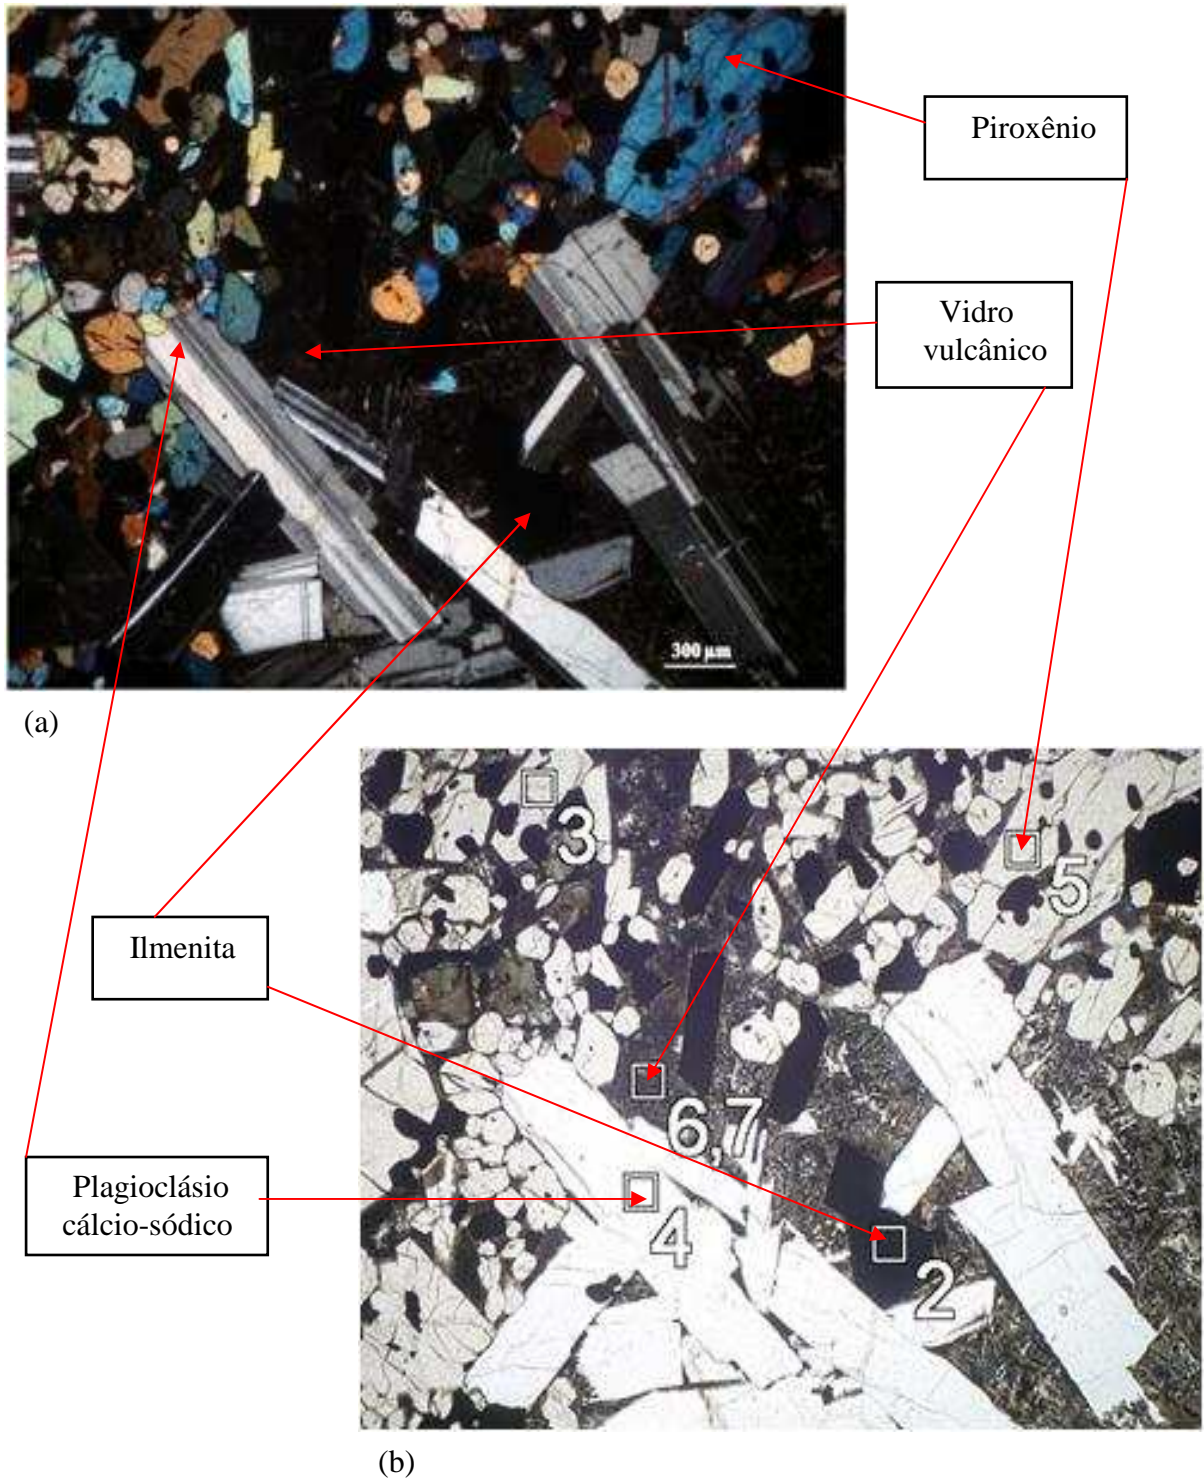 Piroxênio
Vidro
vulcânico
300 µm
(a)
3
5
Ilmenita
6,7
Plagioclásio
cálcio-sódico
4
2
(b)